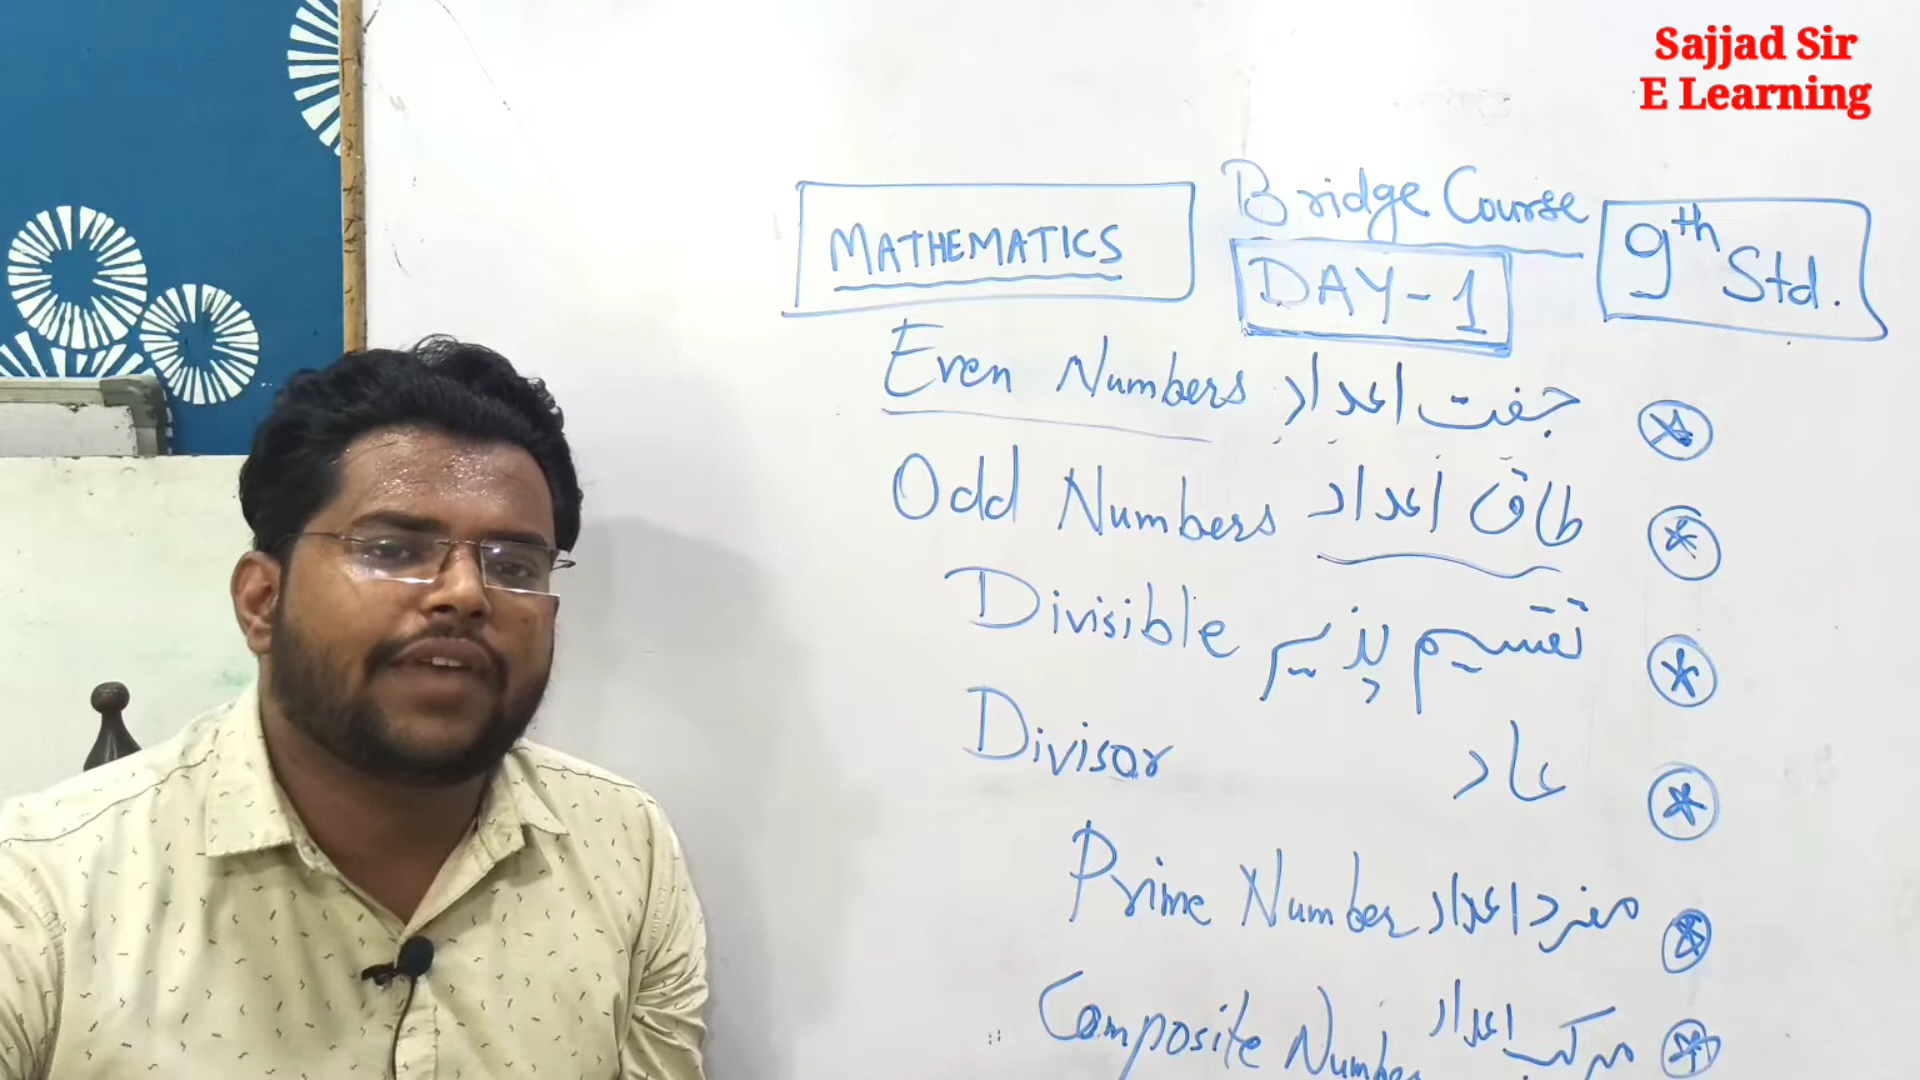 Sajjad Sir
E Learning
Bridge Course
MATHEMATICS
DAY-1
9th Std.
Even Numbers جفت اعداد
Odd Numbers طاق اعداد
Divisible تقسیم پذیر
Divisor عاد
Prime Number مفرد اعداد
Composite Number مرکب اعداد